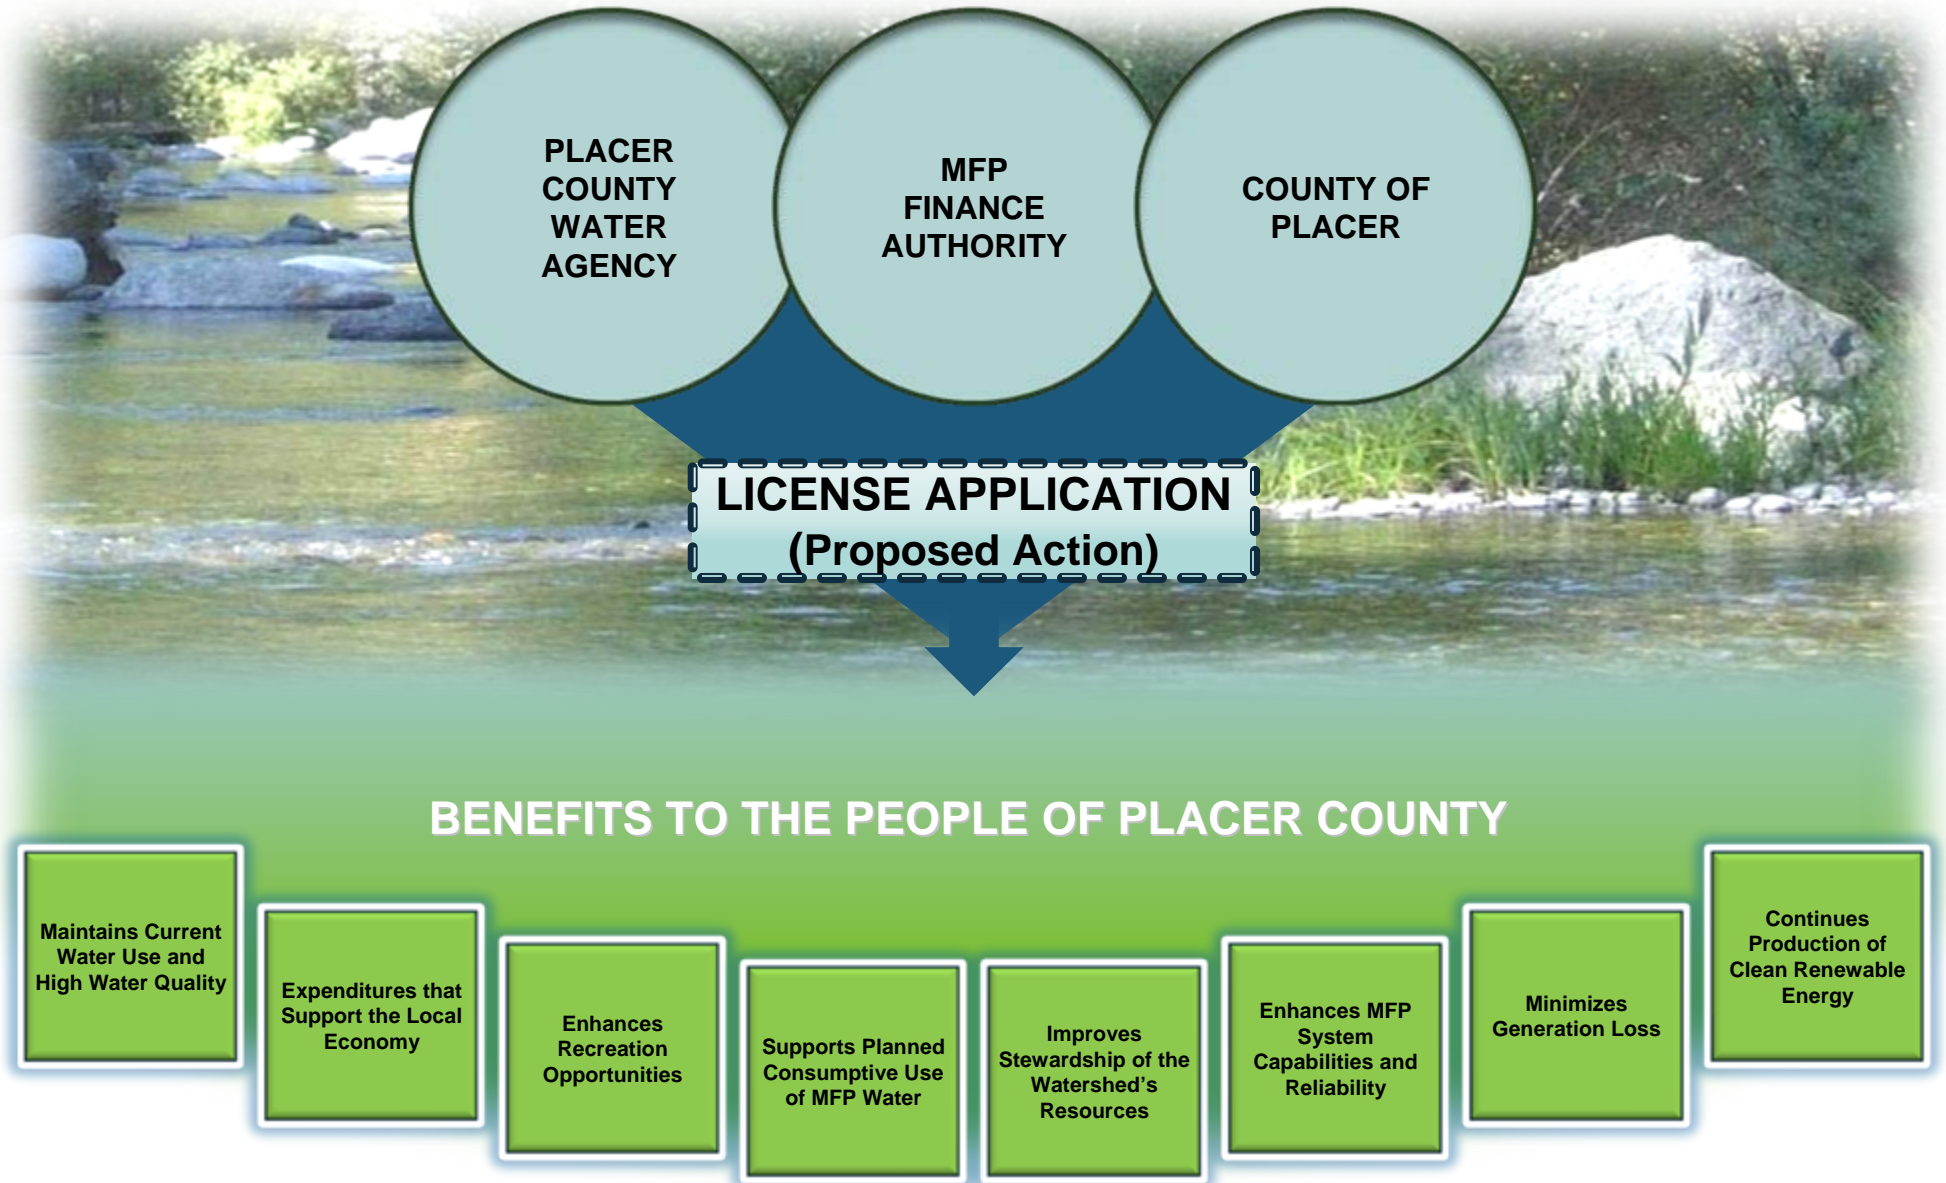 PLACER
COUNTY
WATER
AGENCY
MFP
FINANCE
AUTHORITY
COUNTY OF
PLACER
LICENSE APPLICATION
(Proposed Action)
BENEFITS TO THE PEOPLE OF PLACER COUNTY
Maintains Current
Water Use and
High Water Quality
Expenditures that
Support the Local
Economy
Enhances
Recreation
Opportunities
Supports Planned
Consumptive Use
of MFP Water
Improves
Stewardship of the
Watershed’s
Resources
Enhances MFP
System
Capabilities and
Reliability
Minimizes
Generation Loss
Continues
Production of
Clean Renewable
Energy